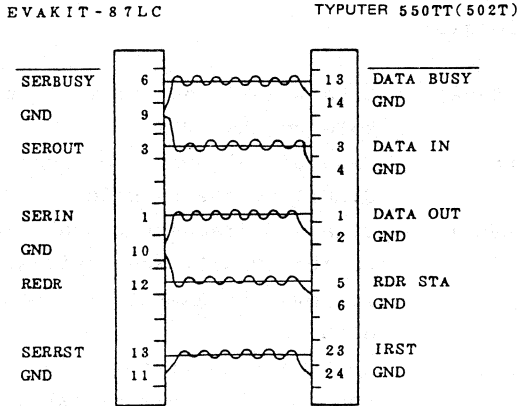 EVAKIT-87LC TYPUTER 550TT(502T)
SERBUSY 6 13 DATA BUSY
14 GND
GND 9
SEROUT 3 3 DATA IN
4 GND
SERIN 1 1 DATA OUT
2 GND
GND 10
REDR 12 5 RDR STA
6 GND
SERRST 13 23 IRST
GND 11 24 GND